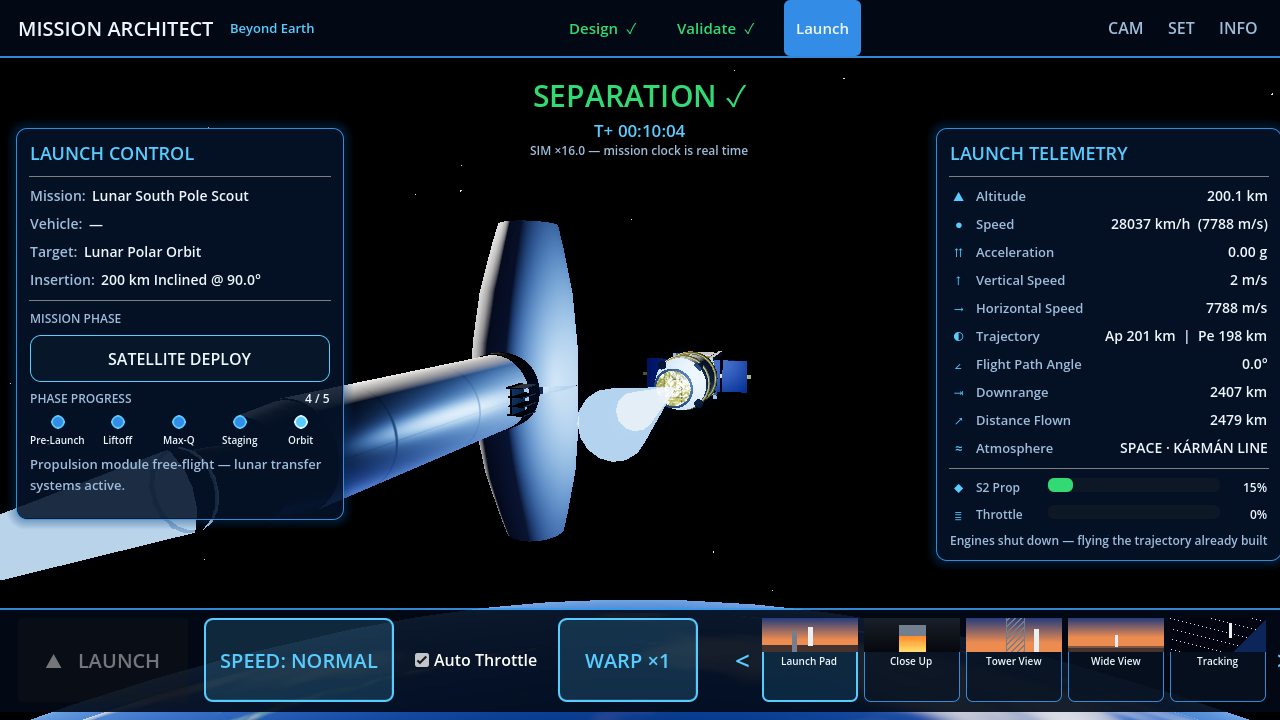 MISSION ARCHITECT
Beyond Earth
Design ✓
Validate ✓
Launch
CAM
SET
INFO
SEPARATION ✓
T+ 00:10:04
SIM ×16.0 — mission clock is real time
LAUNCH CONTROL
Mission: Lunar South Pole Scout
Vehicle: —
Target: Lunar Polar Orbit
Insertion: 200 km Inclined @ 90.0°
MISSION PHASE
SATELLITE DEPLOY
PHASE PROGRESS 4 / 5
Pre-Launch Liftoff Max-Q Staging Orbit
Propulsion module free-flight — lunar transfer
systems active.
LAUNCH TELEMETRY
Altitude 200.1 km
Speed 28037 km/h (7788 m/s)
Acceleration 0.00 g
Vertical Speed 2 m/s
Horizontal Speed 7788 m/s
Trajectory Ap 201 km | Pe 198 km
Flight Path Angle 0.0°
Downrange 2407 km
Distance Flown 2479 km
Atmosphere SPACE · KÁRMÁN LINE
S2 Prop 15%
Throttle 0%
Engines shut down — flying the trajectory already built
▲ LAUNCH
SPEED: NORMAL
Auto Throttle
WARP ×1
<
Launch Pad
Close Up
Tower View
Wide View
Tracking